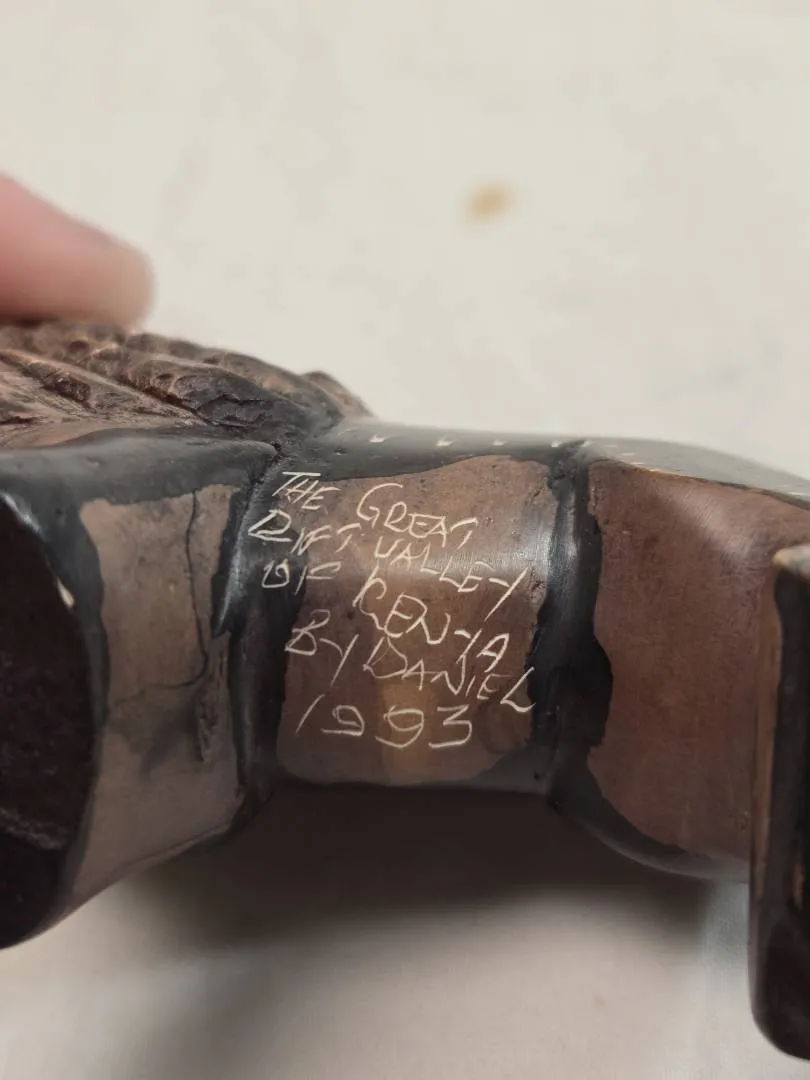 THE GREAT
RIFT VALLEY
OF KENYA
BY DANIEL
1993